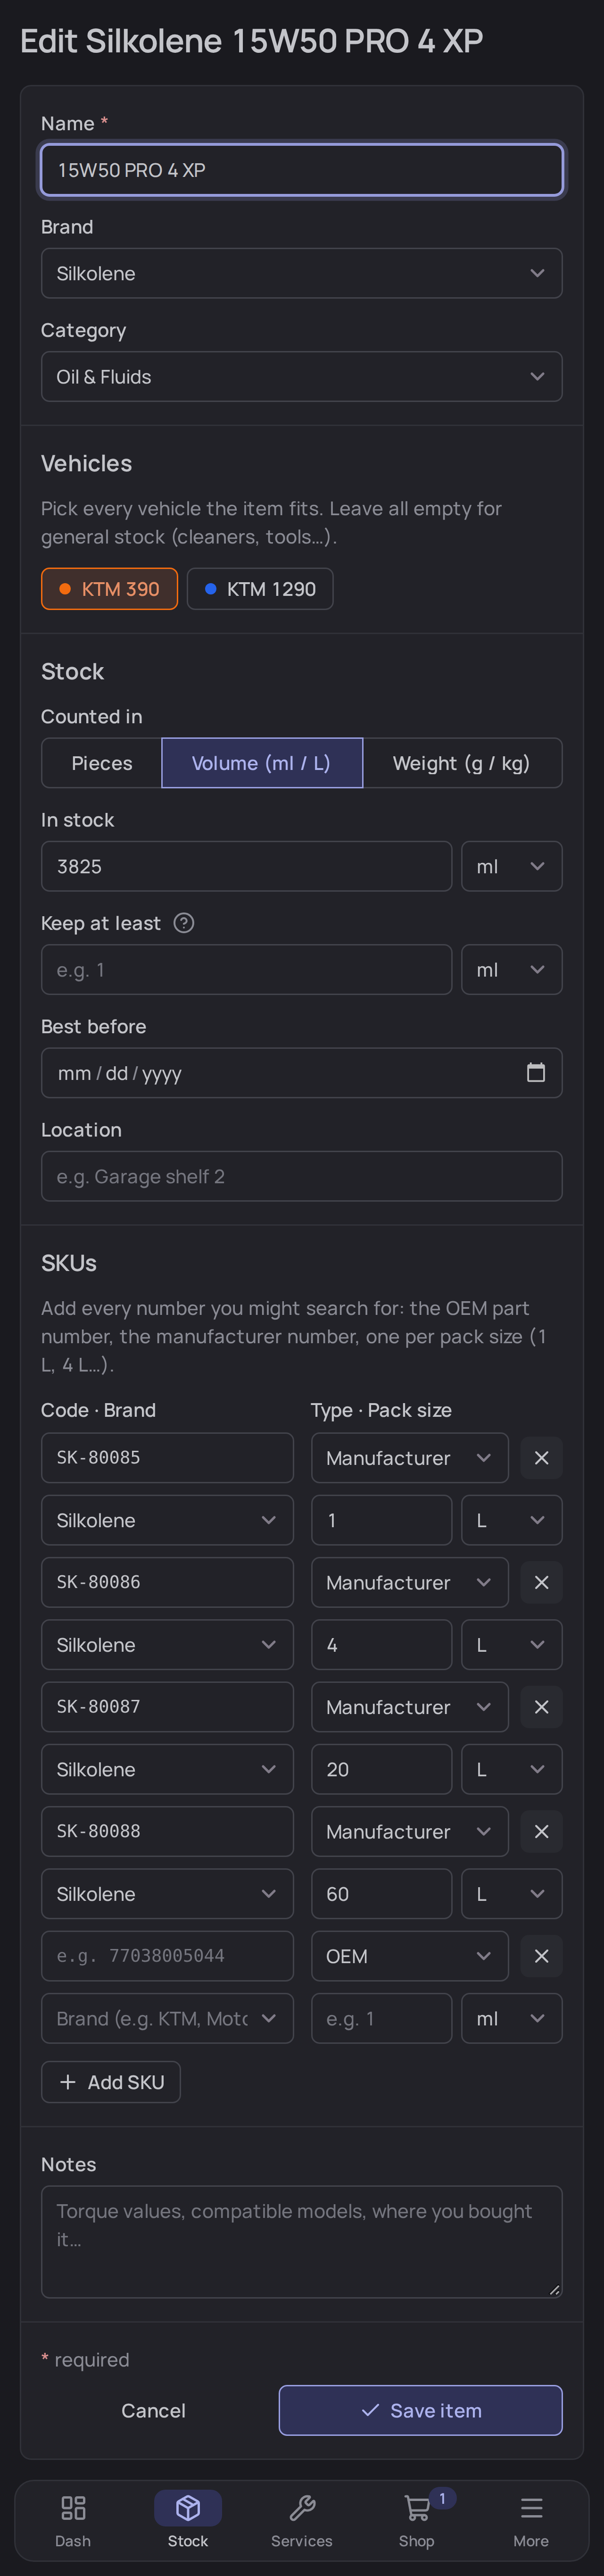 Edit Silkolene 15W50 PRO 4 XP
Name *
15W50 PRO 4 XP
Brand
Silkolene
Category
Oil & Fluids
Vehicles
Pick every vehicle the item fits. Leave all empty for
general stock (cleaners, tools…).
KTM 390
KTM 1290
Stock
Counted in
Pieces
Volume (ml / L)
Weight (g / kg)
In stock
3825
ml
Keep at least
e.g. 1
ml
Best before
mm / dd / yyyy
Location
e.g. Garage shelf 2
SKUs
Add every number you might search for: the OEM part
number, the manufacturer number, one per pack size (1
L, 4 L…).
Code · Brand
Type · Pack size
SK-80085
Manufacturer
Silkolene
1
L
SK-80086
Manufacturer
Silkolene
4
L
SK-80087
Manufacturer
Silkolene
20
L
SK-80088
Manufacturer
Silkolene
60
L
e.g. 77038005044
OEM
Brand (e.g. KTM, Moto
e.g. 1
ml
Add SKU
Notes
Torque values, compatible models, where you bought
it…
* required
Cancel
Save item
1
Dash
Stock
Services
Shop
More